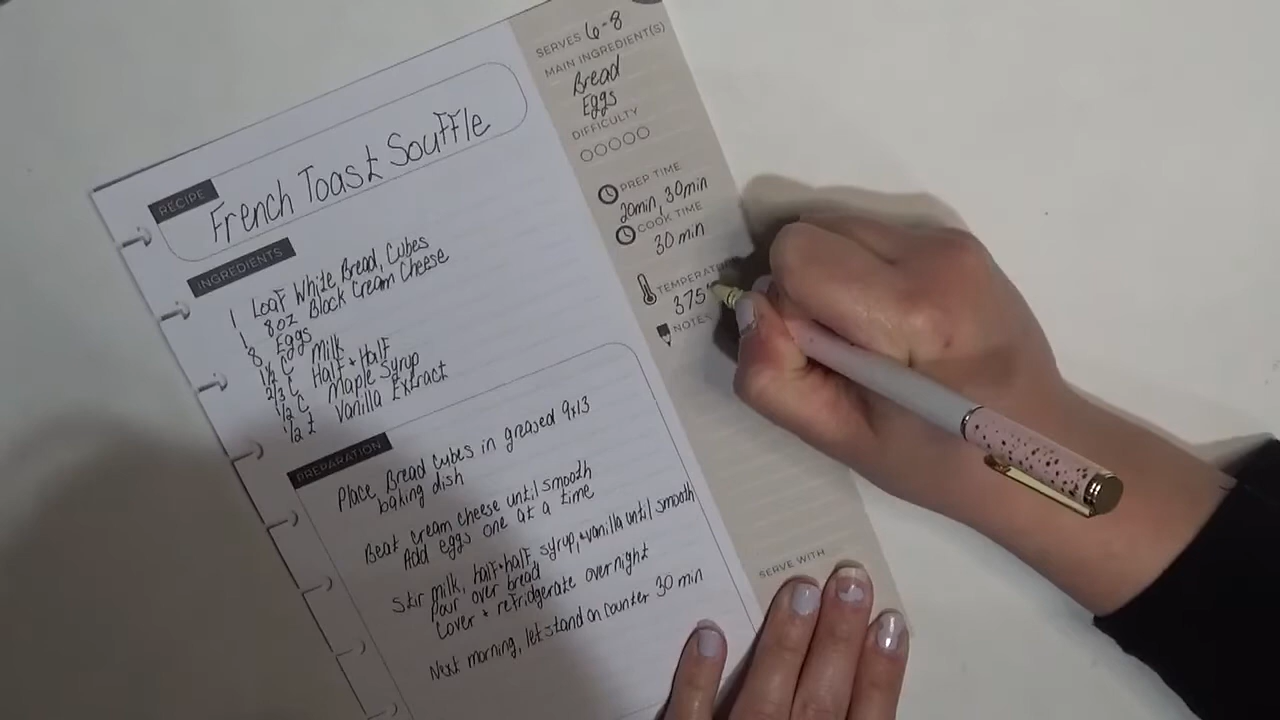 RECIPE
French Toast Souffle
INGREDIENTS
1 Loaf White Bread, Cubes
1 8oz Block Cream Cheese
8 Eggs
1½ C Milk
2/3 C Half + Half
1/2 C Maple Syrup
1/2 t Vanilla Extract
PREPARATION
Place Bread cubes in greased 9x13
baking dish
Beat cream cheese until smooth
Add eggs one at a time
Stir milk, half+half, syrup, +vanilla until smooth
Pour over bread
Cover + refridgerate overnight
Next morning, let stand on counter 30 min
SERVES 6-8
MAIN INGREDIENT(S)
Bread
Eggs
DIFFICULTY
PREP TIME
20min, 30min
COOK TIME
30 min
TEMPERATU
375°
NOTES
SERVE WITH